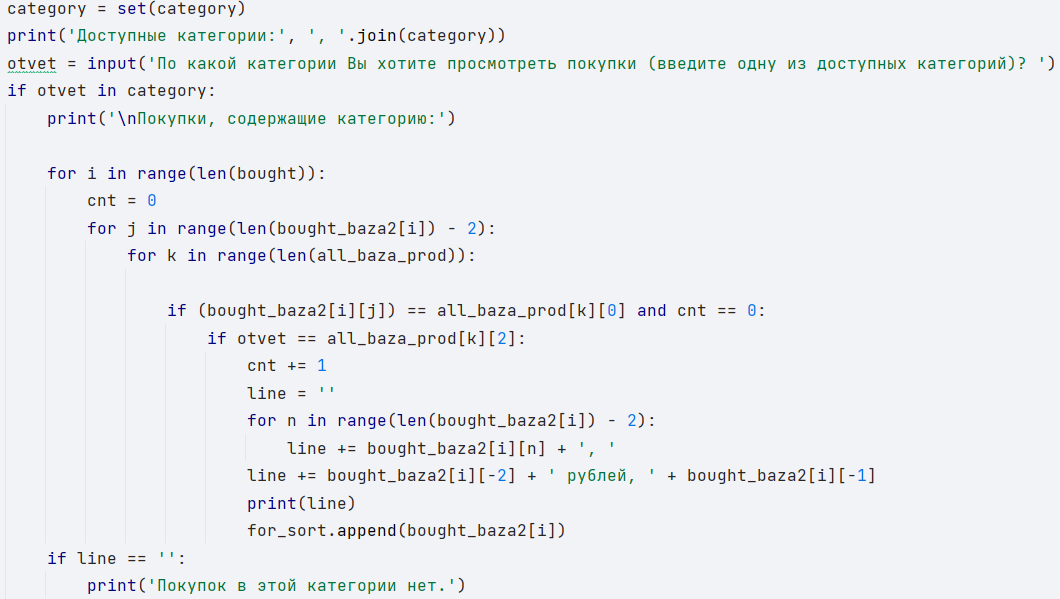 category = set(category)
print('Доступные категории:', ', '.join(category))
otvet = input('По какой категории Вы хотите просмотреть покупки (введите одну из доступных категорий)? ')
if otvet in category:
    print('\nПокупки, содержащие категорию:')

    for i in range(len(bought)):
        cnt = 0
        for j in range(len(bought_baza2[i]) - 2):
            for k in range(len(all_baza_prod)):

                if (bought_baza2[i][j]) == all_baza_prod[k][0] and cnt == 0:
                    if otvet == all_baza_prod[k][2]:
                        cnt += 1
                        line = ''
                        for n in range(len(bought_baza2[i]) - 2):
                            line += bought_baza2[i][n] + ', '
                        line += bought_baza2[i][-2] + ' рублей, ' + bought_baza2[i][-1]
                        print(line)
                        for_sort.append(bought_baza2[i])
    if line == '':
        print('Покупок в этой категории нет.')